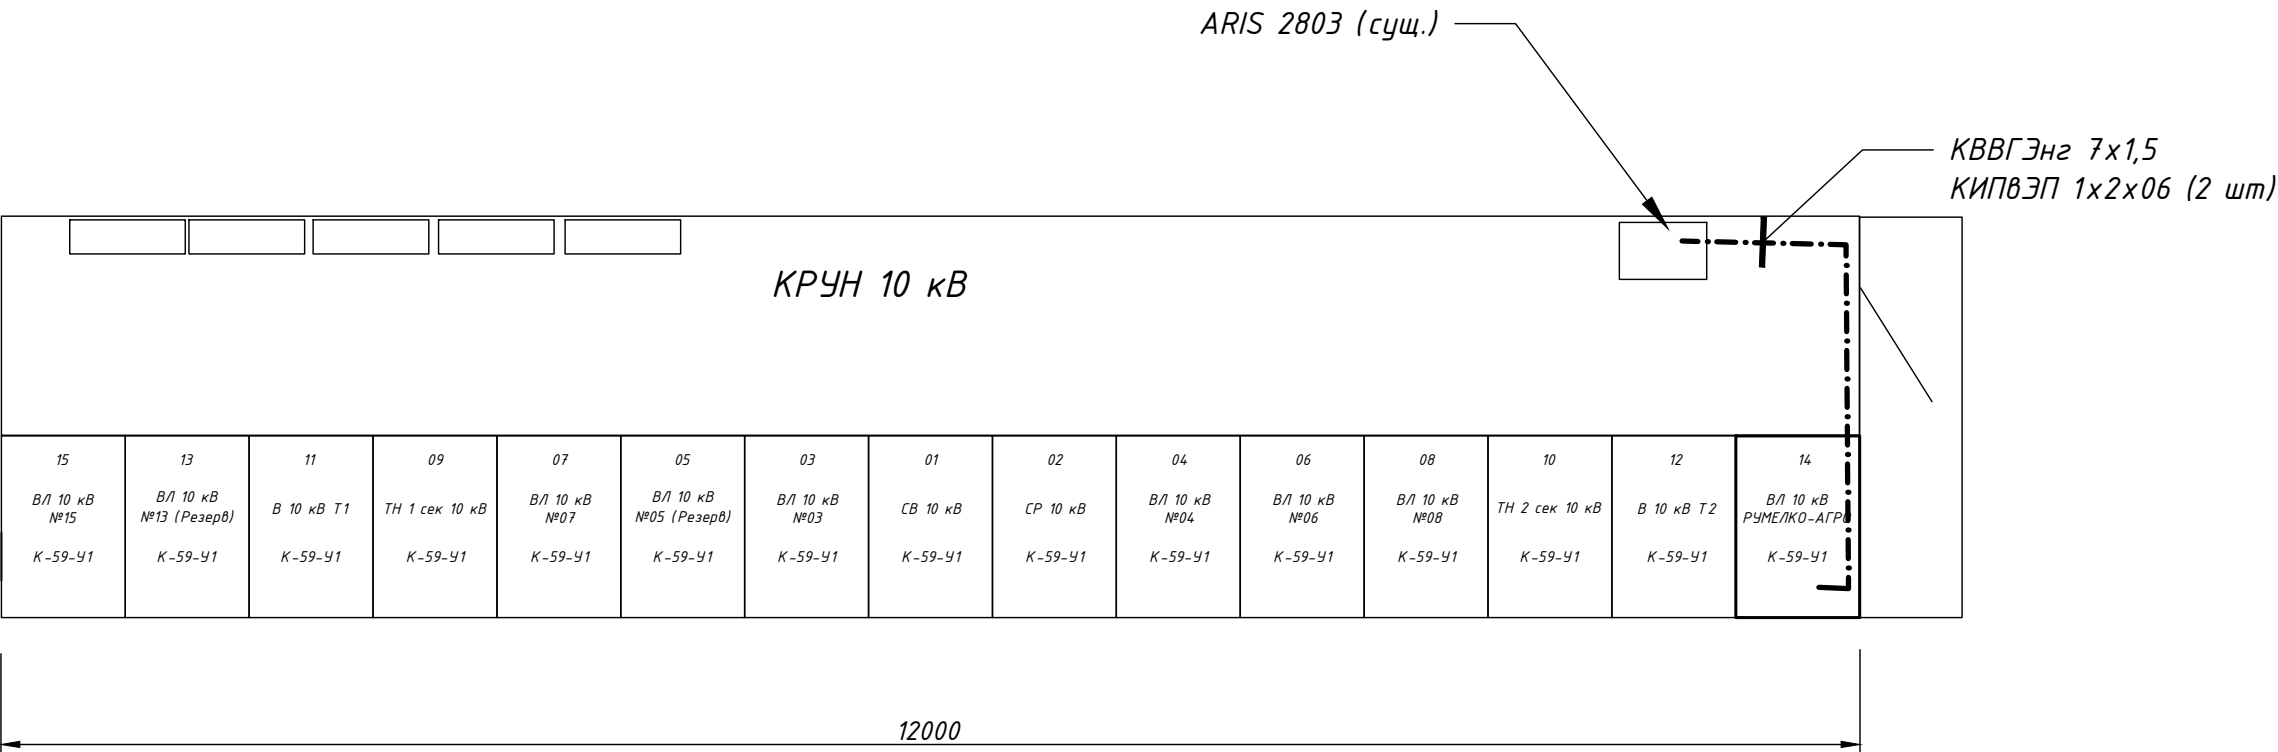 ARIS 2803 (сущ.)
КВВГЭнг 7х1,5
КИПвЭП 1х2х06 (2 шт)
КРУН 10 кВ
15
ВЛ 10 кВ
№15
К-59-У1
13
ВЛ 10 кВ
№13 (Резерв)
К-59-У1
11
В 10 кВ Т1
К-59-У1
09
ТН 1 сек 10 кВ
К-59-У1
07
ВЛ 10 кВ
№07
К-59-У1
05
ВЛ 10 кВ
№05 (Резерв)
К-59-У1
03
ВЛ 10 кВ
№03
К-59-У1
01
СВ 10 кВ
К-59-У1
02
СР 10 кВ
К-59-У1
04
ВЛ 10 кВ
№04
К-59-У1
06
ВЛ 10 кВ
№06
К-59-У1
08
ВЛ 10 кВ
№08
К-59-У1
10
ТН 2 сек 10 кВ
К-59-У1
12
В 10 кВ Т2
К-59-У1
14
ВЛ 10 кВ
РУМЕЛКО-АГРО
К-59-У1
12000